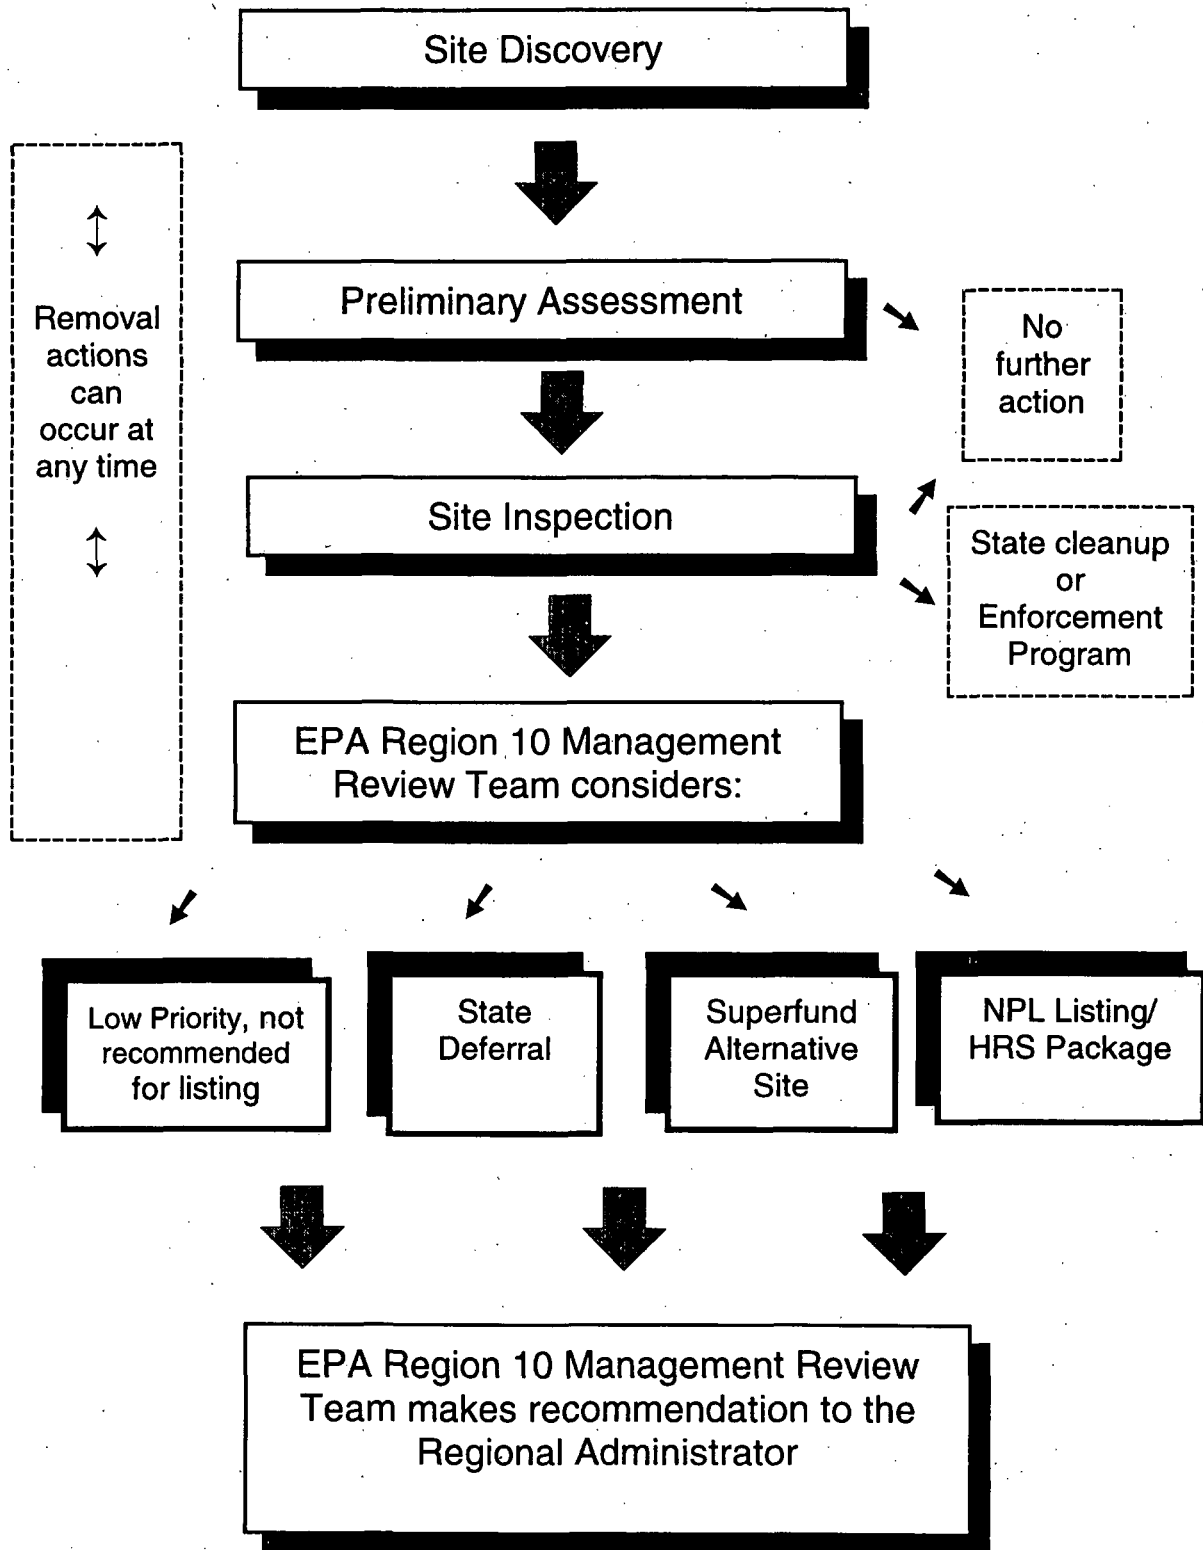 Site Discovery
Removal
actions
can
occur at
any time
Preliminary Assessment
No
further
action
Site Inspection
State cleanup
or
Enforcement
Program
EPA Region 10 Management
Review Team considers:
Low Priority, not
recommended
for listing
State
Deferral
Superfund
Alternative
Site
NPL Listing/
HRS Package
EPA Region 10 Management Review
Team makes recommendation to the
Regional Administrator